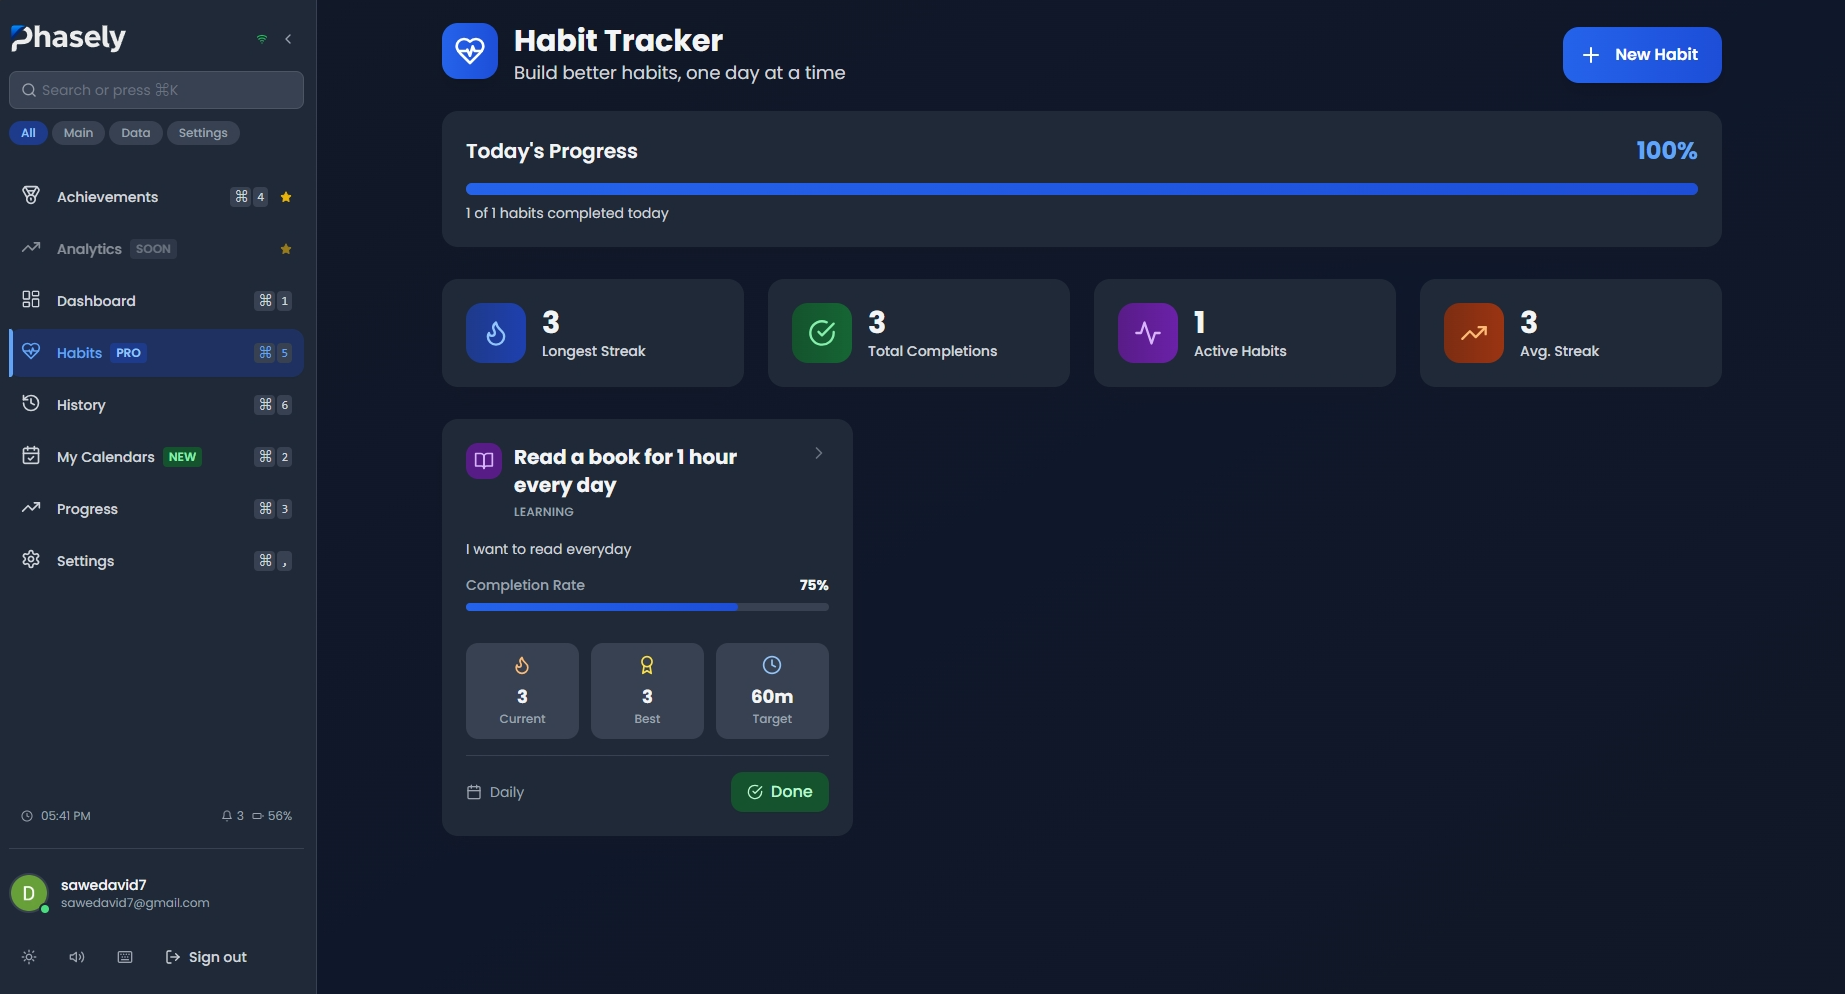 Phasely
Search or press ⌘K
All Main Data Settings
Achievements ⌘ 4
Analytics SOON
Dashboard ⌘ 1
Habits PRO ⌘ 5
History ⌘ 6
My Calendars NEW ⌘ 2
Progress ⌘ 3
Settings ⌘ ,
05:41 PM 3 56%
D
sawedavid7
sawedavid7@gmail.com
Sign out
Habit Tracker
Build better habits, one day at a time
New Habit
Today's Progress 100%
1 of 1 habits completed today
3
Longest Streak
3
Total Completions
1
Active Habits
3
Avg. Streak
Read a book for 1 hour
every day
LEARNING
I want to read everyday
Completion Rate 75%
3
Current
3
Best
60m
Target
Daily
Done